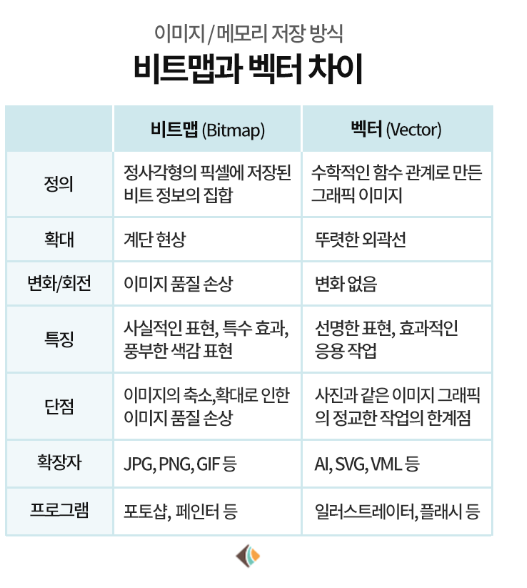 이미지/메모리 저장 방식
비트맵과 벡터 차이
비트맵 (Bitmap)
벡터 (Vector)
정의
정사각형의 픽셀에 저장된
비트 정보의 집합
수학적인 함수 관계로 만든
그래픽 이미지
확대
계단 현상
뚜렷한 외곽선
변화/회전
이미지 품질 손상
변화 없음
특징
사실적인 표현, 특수 효과,
풍부한 색감 표현
선명한 표현, 효과적인
응용 작업
단점
이미지의 축소,확대로 인한
이미지 품질 손상
사진과 같은 이미지 그래픽
의 정교한 작업의 한계점
확장자
JPG, PNG, GIF 등
AI, SVG, VML 등
프로그램
포토샵, 페인터 등
일러스트레이터, 플래시 등